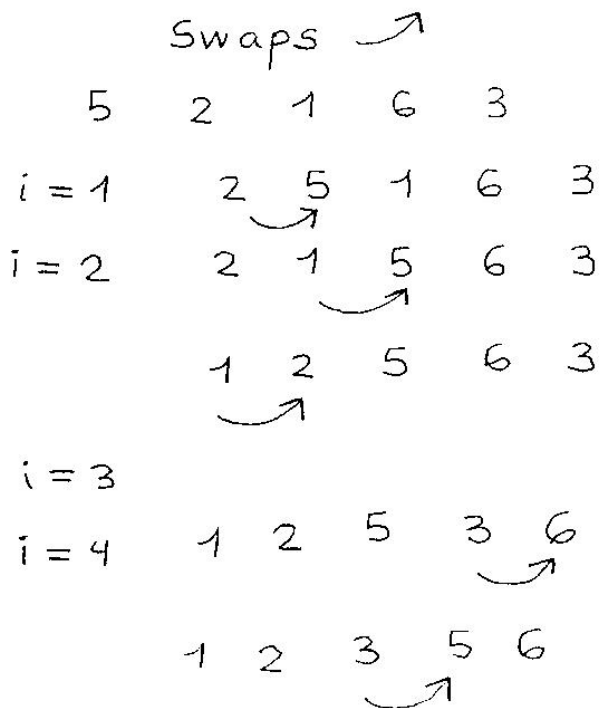 Swaps
5 2 1 6 3
i = 1 2 5 1 6 3
i = 2 2 1 5 6 3
1 2 5 6 3
i = 3
i = 4 1 2 5 3 6
1 2 3 5 6